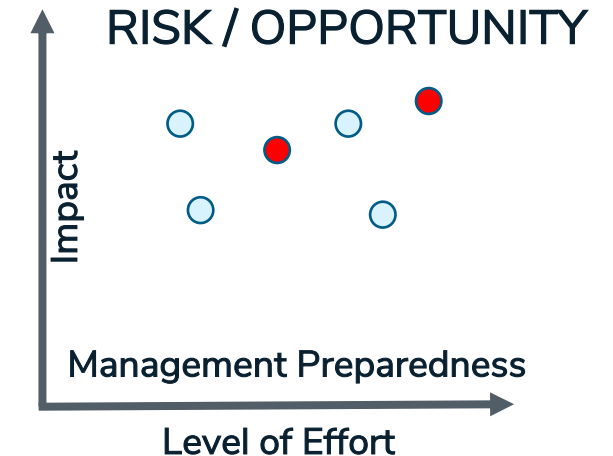 RISK / OPPORTUNITY
Impact
Management Preparedness
Level of Effort